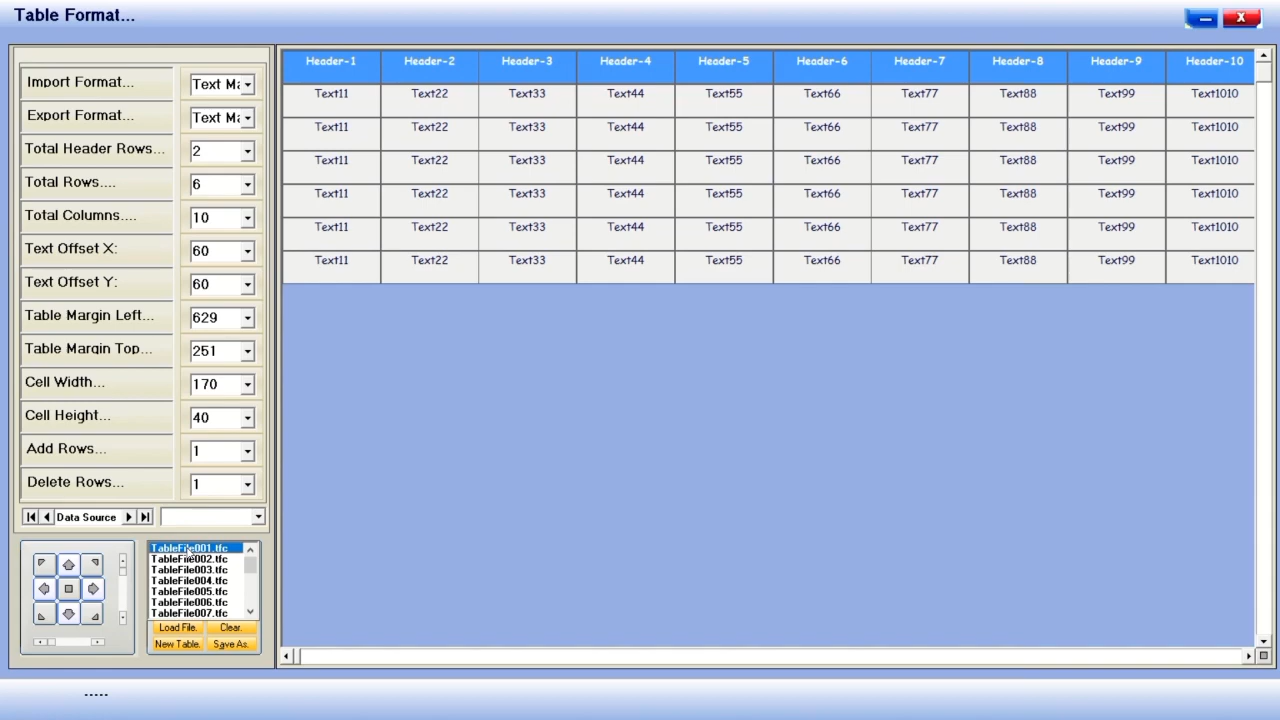 Table Format...
X
Import Format...
Text Ma
Export Format...
Text Ma
Total Header Rows...
2
Total Rows....
6
Total Columns....
10
Text Offset X:
60
Text Offset Y:
60
Table Margin Left...
629
Table Margin Top...
251
Cell Width...
170
Cell Height...
40
Add Rows...
1
Delete Rows...
1
Data Source
TableFile001.tfc
TableFile002.tfc
TableFile003.tfc
TableFile004.tfc
TableFile005.tfc
TableFile006.tfc
TableFile007.tfc
Load File. Clear.
New Table. Save As.
Header-1 Header-2 Header-3 Header-4 Header-5 Header-6 Header-7 Header-8 Header-9 Header-10
Text11 Text22 Text33 Text44 Text55 Text66 Text77 Text88 Text99 Text1010
Text11 Text22 Text33 Text44 Text55 Text66 Text77 Text88 Text99 Text1010
Text11 Text22 Text33 Text44 Text55 Text66 Text77 Text88 Text99 Text1010
Text11 Text22 Text33 Text44 Text55 Text66 Text77 Text88 Text99 Text1010
Text11 Text22 Text33 Text44 Text55 Text66 Text77 Text88 Text99 Text1010
Text11 Text22 Text33 Text44 Text55 Text66 Text77 Text88 Text99 Text1010
.....